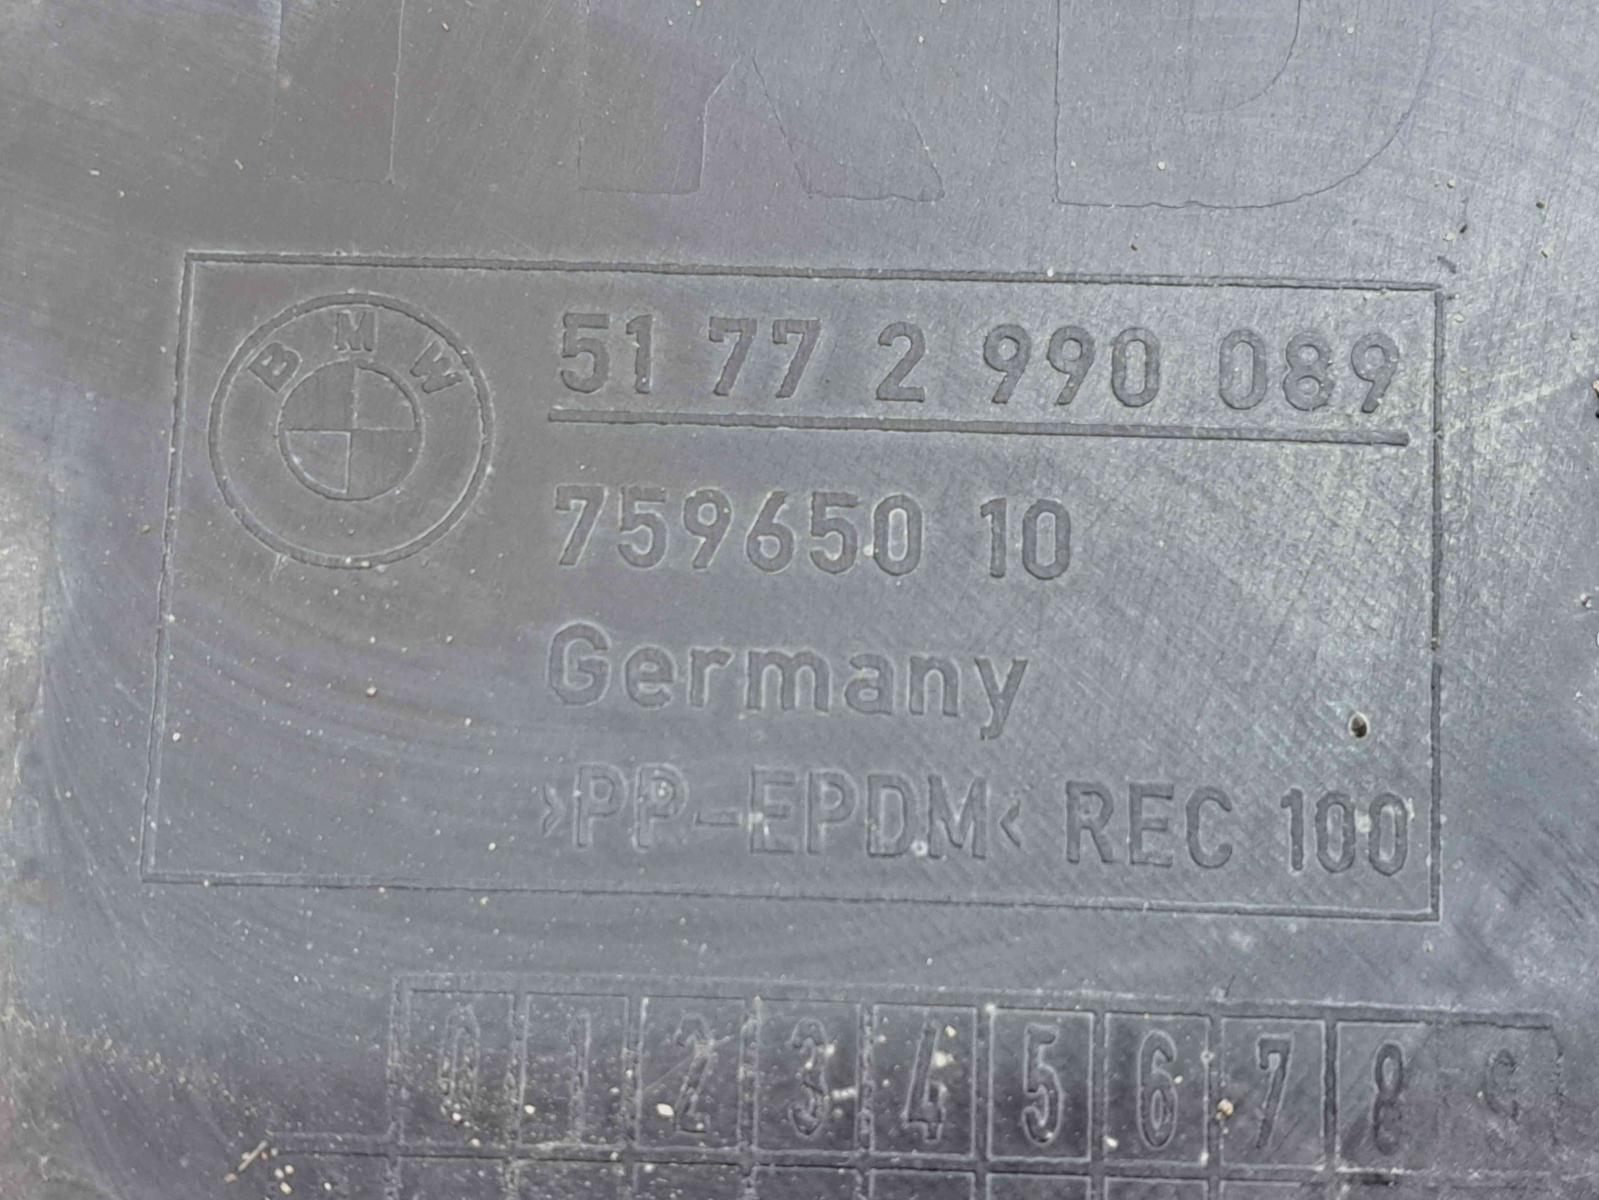 BMW
51 77 2 990 089
759650 10
Germany
>PP-EPDM< REC 100
0 1 2 3 4 5 6 7 8 9